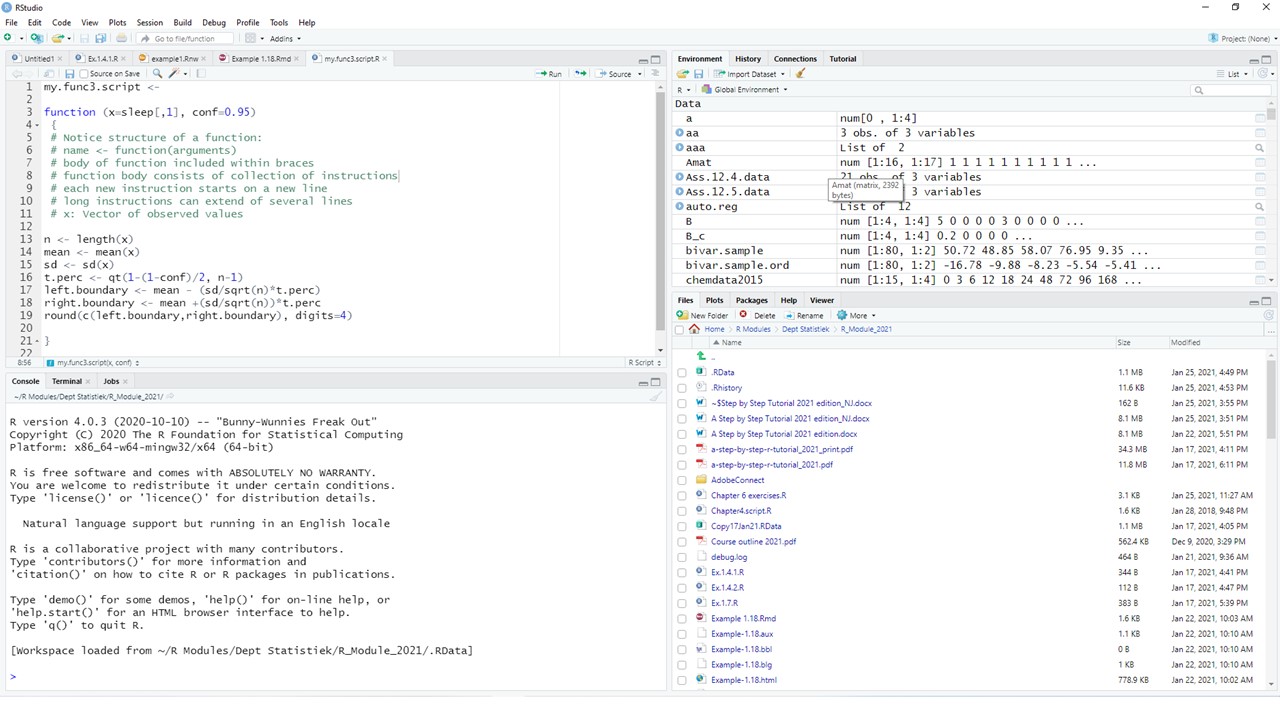 RStudio
File Edit Code View Plots Session Build Debug Profile Tools Help
Go to file/function Addins Project: (None)
Untitled1 Ex.1.4.1.R example1.Rnw Example 1.18.Rmd my.func3.script.R
Source on Save Run Source
1 my.func3.script <-
2
3 function (x=sleep[,1], conf=0.95)
4 {
5 # Notice structure of a function:
6 # name <- function(arguments)
7 # body of function included within braces
8 # function body consists of collection of instructions
9 # each new instruction starts on a new line
10 # long instructions can extend of several lines
11 # x: Vector of observed values
12
13 n <- length(x)
14 mean <- mean(x)
15 sd <- sd(x)
16 t.perc <- qt(1-(1-conf)/2, n-1)
17 left.boundary <- mean - (sd/sqrt(n)*t.perc)
18 right.boundary <- mean +(sd/sqrt(n))*t.perc
19 round(c(left.boundary,right.boundary), digits=4)
20
21 }
22
8:56 my.func3.script(x, conf) R Script
Console Terminal Jobs
~/R Modules/Dept Statistiek/R_Module_2021/
R version 4.0.3 (2020-10-10) -- "Bunny-Wunnies Freak Out"
Copyright (C) 2020 The R Foundation for Statistical Computing
Platform: x86_64-w64-mingw32/x64 (64-bit)
R is free software and comes with ABSOLUTELY NO WARRANTY.
You are welcome to redistribute it under certain conditions.
Type 'license()' or 'licence()' for distribution details.
Natural language support but running in an English locale
R is a collaborative project with many contributors.
Type 'contributors()' for more information and
'citation()' on how to cite R or R packages in publications.
Type 'demo()' for some demos, 'help()' for on-line help, or
'help.start()' for an HTML browser interface to help.
Type 'q()' to quit R.
[Workspace loaded from ~/R Modules/Dept Statistiek/R_Module_2021/.RData]
>
Environment History Connections Tutorial
Import Dataset List
R Global Environment
Data
a num[0 , 1:4]
aa 3 obs. of 3 variables
aaa List of 2
Amat num [1:16, 1:17] 1 1 1 1 1 1 1 1 1 1 ...
Ass.12.4.data 21 obs. of 3 variables
Ass.12.5.data 3 variables
Amat (matrix, 2392
bytes)
auto.reg List of 12
B num [1:4, 1:4] 5 0 0 0 0 3 0 0 0 0 ...
B_c num [1:4, 1:4] 0.2 0 0 0 0 ...
bivar.sample num [1:80, 1:2] 50.72 48.85 58.07 76.95 9.35 ...
bivar.sample.ord num [1:80, 1:2] -16.78 -9.88 -8.23 -5.54 -5.41 ...
chemdata2015 num [1:15, 1:4] 0 3 6 12 18 24 48 72 96 168 ...
Files Plots Packages Help Viewer
New Folder Delete Rename More
Home R Modules Dept Statistiek R_Module_2021 ...
Name Size Modified
..
.RData 1.1 MB Jan 25, 2021, 4:49 PM
.Rhistory 11.6 KB Jan 25, 2021, 4:53 PM
~$Step by Step Tutorial 2021 edition_NJ.docx 162 B Jan 25, 2021, 3:55 PM
A Step by Step Tutorial 2021 edition_NJ.docx 8.1 MB Jan 25, 2021, 3:51 PM
A Step by Step Tutorial 2021 edition.docx 8.1 MB Jan 22, 2021, 5:51 PM
a-step-by-step-r-tutorial_2021_print.pdf 34.3 MB Jan 17, 2021, 4:11 PM
a-step-by-step-r-tutorial_2021.pdf 11.8 MB Jan 17, 2021, 6:11 PM
AdobeConnect
Chapter 6 exercises.R 3.1 KB Jan 25, 2021, 11:27 AM
Chapter4.script.R 1.6 KB Jan 28, 2018, 9:48 PM
Copy17Jan21.RData 1.1 MB Jan 17, 2021, 4:05 PM
Course outline 2021.pdf 562.4 KB Dec 9, 2020, 3:29 PM
debug.log 464 B Jan 21, 2021, 9:36 AM
Ex.1.4.1.R 344 B Jan 17, 2021, 4:41 PM
Ex.1.4.2.R 112 B Jan 17, 2021, 4:47 PM
Ex.1.7.R 383 B Jan 17, 2021, 5:39 PM
Example 1.18.Rmd 1.6 KB Jan 22, 2021, 10:03 AM
Example-1.18.aux 1.1 KB Jan 22, 2021, 10:10 AM
Example-1.18.bbl 0 B Jan 22, 2021, 10:10 AM
Example-1.18.blg 1 KB Jan 22, 2021, 10:10 AM
Example-1.18.html 778.9 KB Jan 22, 2021, 10:02 AM